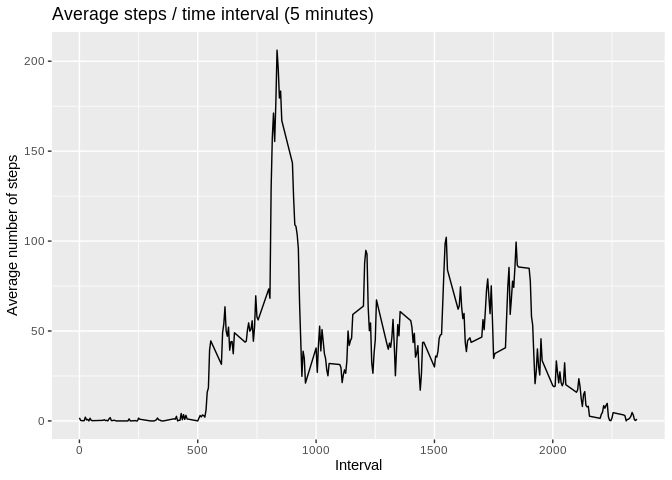 Average steps / time interval (5 minutes)
200
150
100
50
0
Average number of steps
0 500 1000 1500 2000
Interval